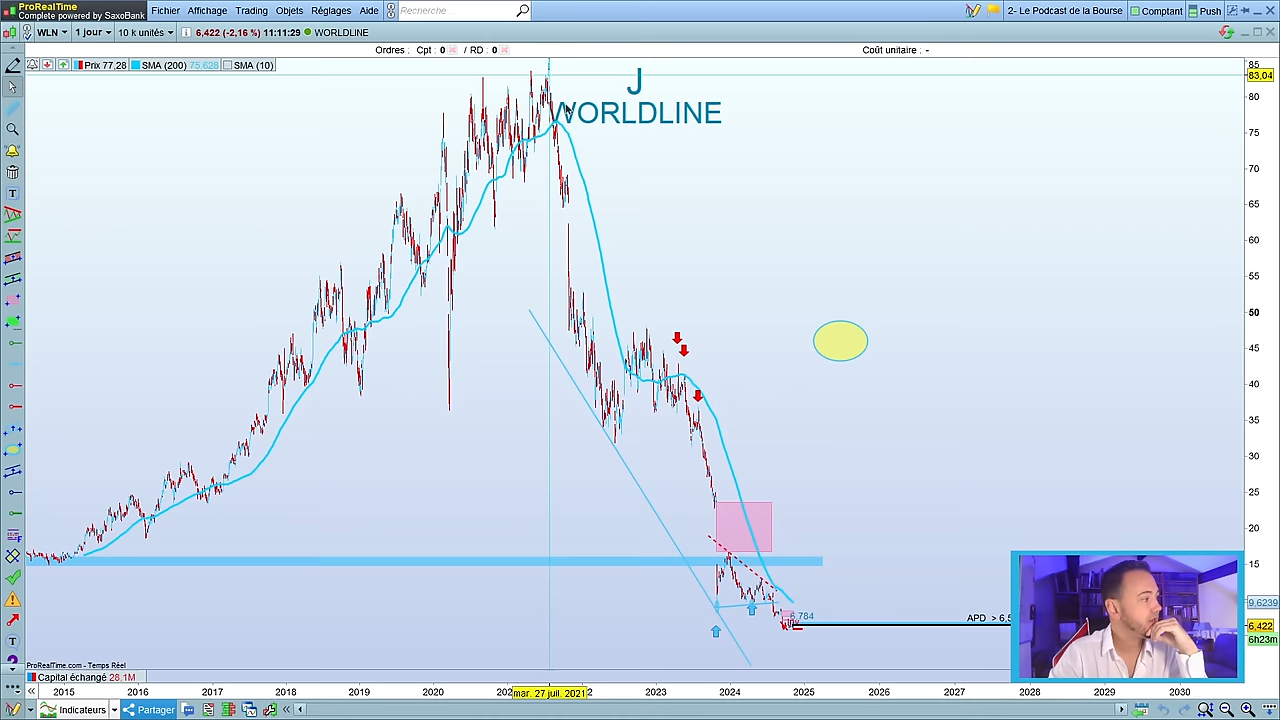 ProRealTime
Complete powered by SaxoBank
Fichier Affichage Trading Objets Réglages Aide
Recherche
2- Le Podcast de la Bourse
Comptant
Push
WLN
1 jour
10 k unités
6,422 (-2,16 %) 11:11:29
WORLDLINE
Ordres : Cpt : 0 / RD : 0
Coût unitaire : -
Prix 77,28
SMA (200) 75.628
SMA (10)
J
WORLDLINE
85
83,04
80
75
70
65
60
55
50
45
40
35
30
25
20
15
9,6239
6,784
APD > 6,5
6,422
6h23m
ProRealTime.com - Temps Réel
Capital échangé 28.1M
2015 2016 2017 2018 2019 2020 mar. 27 juil. 2021 2 2023 2024 2025 2026 2027 2028 2029 2030
Indicateurs
Partager